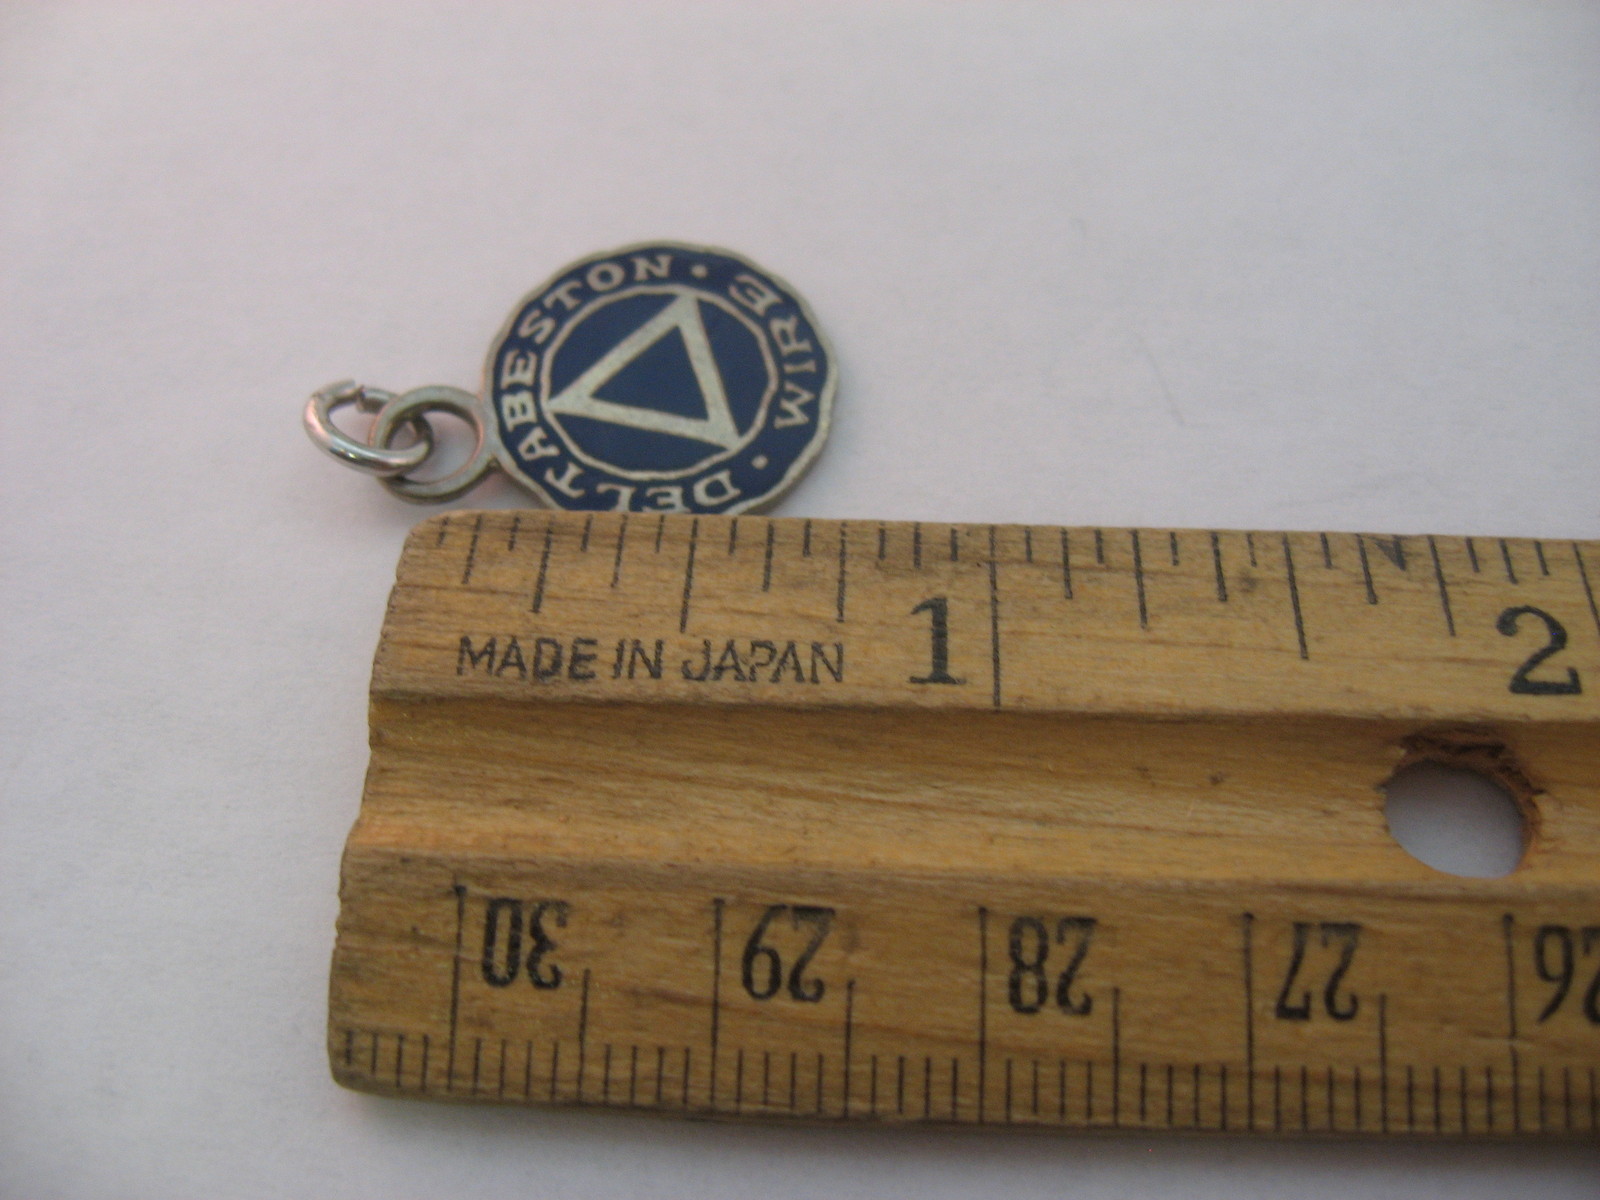 DELTABESTON · WIRE ·
MADE IN JAPAN
1
2
30 29 28 27 26